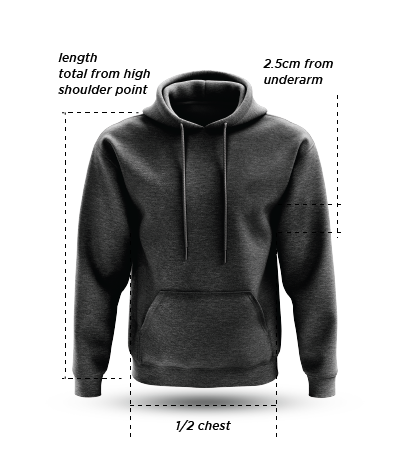 length
total from high
shoulder point
2.5cm from
underarm
1/2 chest